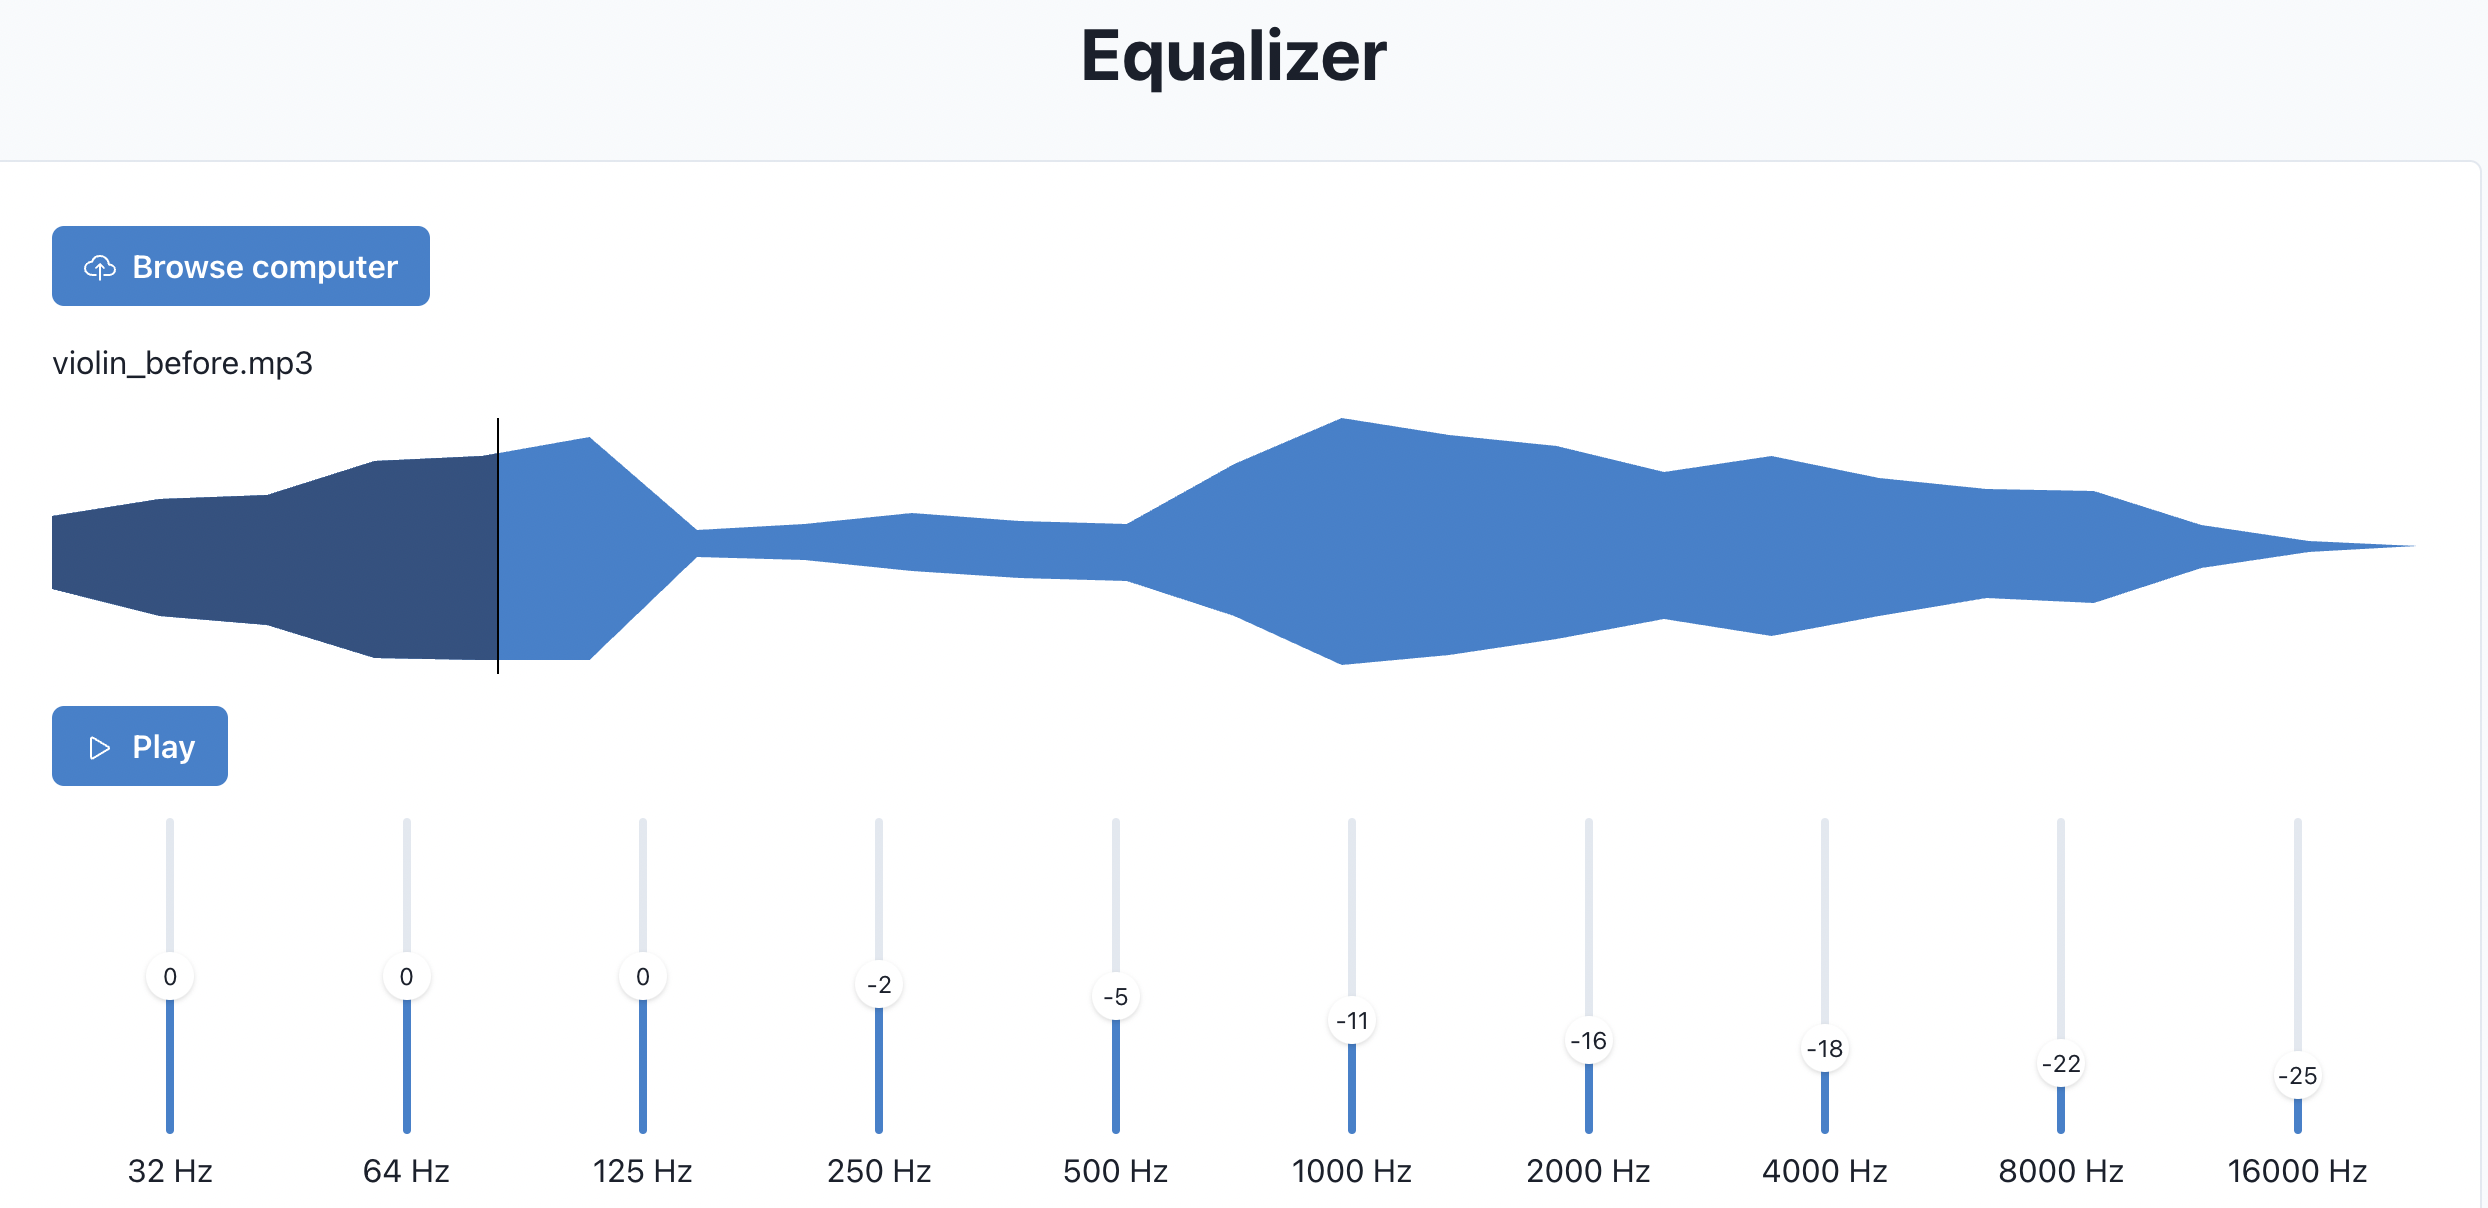 Equalizer
Browse computer
violin_before.mp3
Play
0 0 0 -2 -5 -11 -16 -18 -22 -25
32 Hz 64 Hz 125 Hz 250 Hz 500 Hz 1000 Hz 2000 Hz 4000 Hz 8000 Hz 16000 Hz